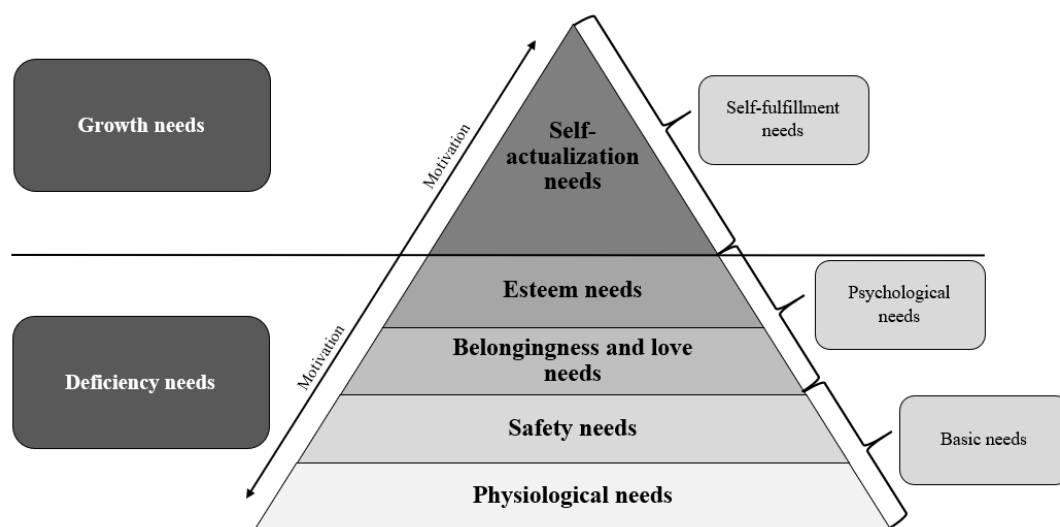 Growth needs
Motivation
Self-
actualization
needs
Self-fulfillment
needs
Esteem needs
Psychological
needs
Deficiency needs
Motivation
Belongingness and love
needs
Safety needs
Basic needs
Physiological needs